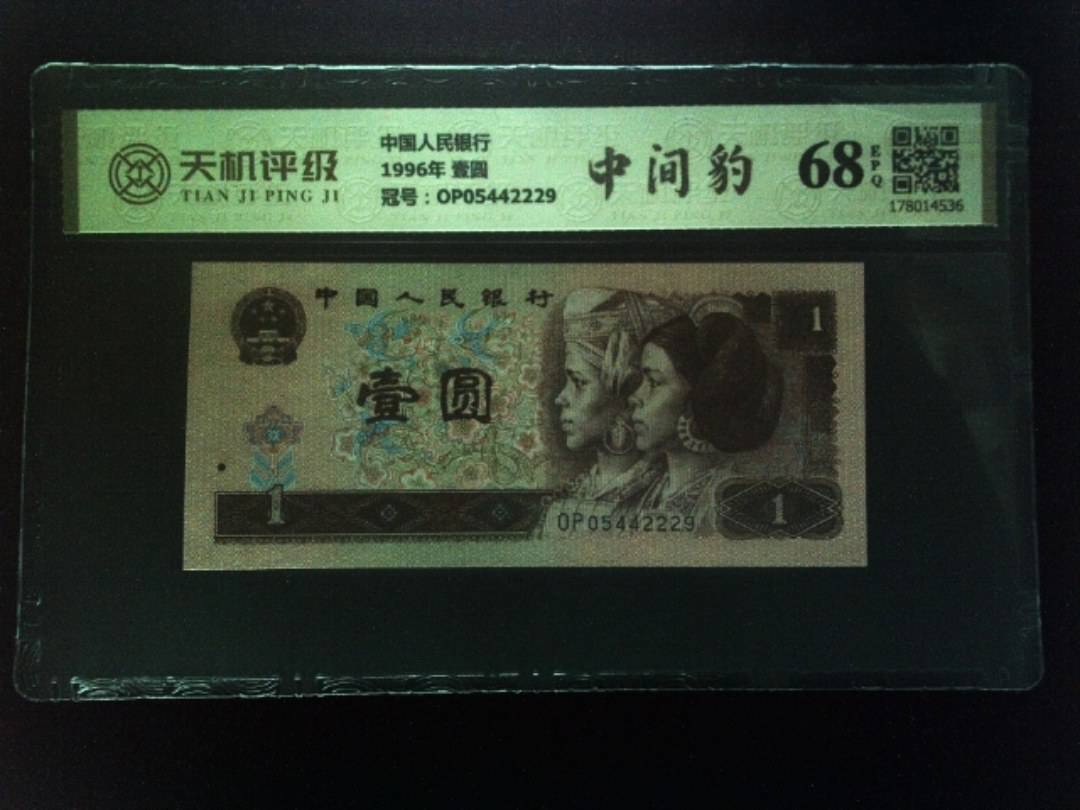 天机评级
TIAN JI PING JI
中国人民银行
1996年 壹圆
冠号：OP05442229
中间豹
68
EPQ
178014536
中国人民银行
1
壹圆
1
OP05442229
1